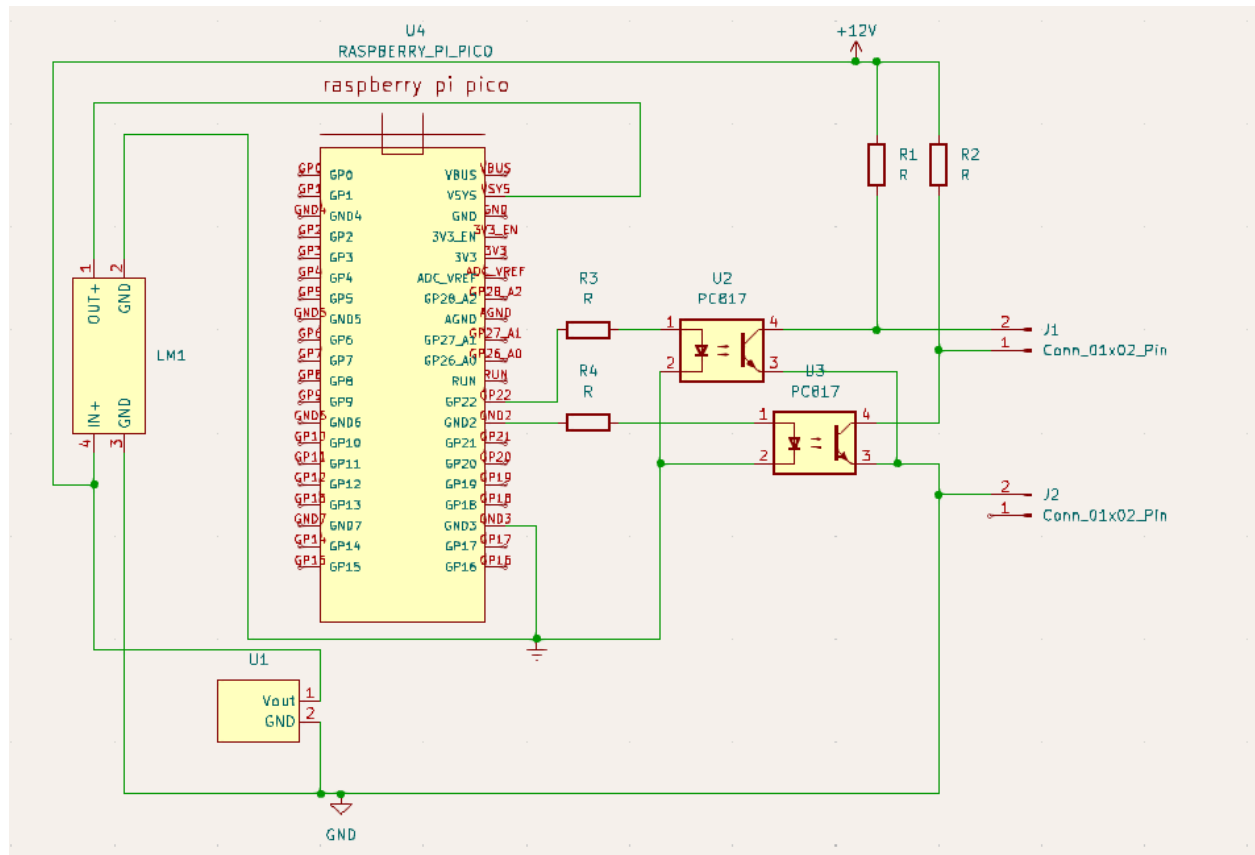 U4
RASPBERRY_PI_PICO
raspberry pi pico
+12V
R1
R
R2
R
GP0 GP0 VBUS VBUS
GP1 GP1 VSYS VSYS
GND4 GND4 GND GND
GP2 GP2 3V3_EN 3V3_EN
GP3 GP3 3V3 3V3
GP4 GP4 ADC_VREF ADC_VREF
GP5 GP5 GP28_A2 GP28_A2
GND5 GND5 AGND AGND
GP6 GP6 GP27_A1 GP27_A1
GP7 GP7 GP26_A0 GP26_A0
GP8 GP8 RUN RUN
GP9 GP9 GP22 GP22
GND6 GND6 GND2 GND2
GP10 GP10 GP21 GP21
GP11 GP11 GP20 GP20
GP12 GP12 GP19 GP19
GP13 GP13 GP18 GP18
GND7 GND7 GND3 GND3
GP14 GP14 GP17 GP17
GP15 GP15 GP16 GP16
1 2
OUT+ GND
LM1
IN+ GND
4 3
R3
R
R4
R
U2
PC817
1 4
2 3
U3
PC817
1 4
2 3
2 J1
1 Conn_01x02_Pin
2 J2
1 Conn_01x02_Pin
U1
Vout 1
GND 2
GND